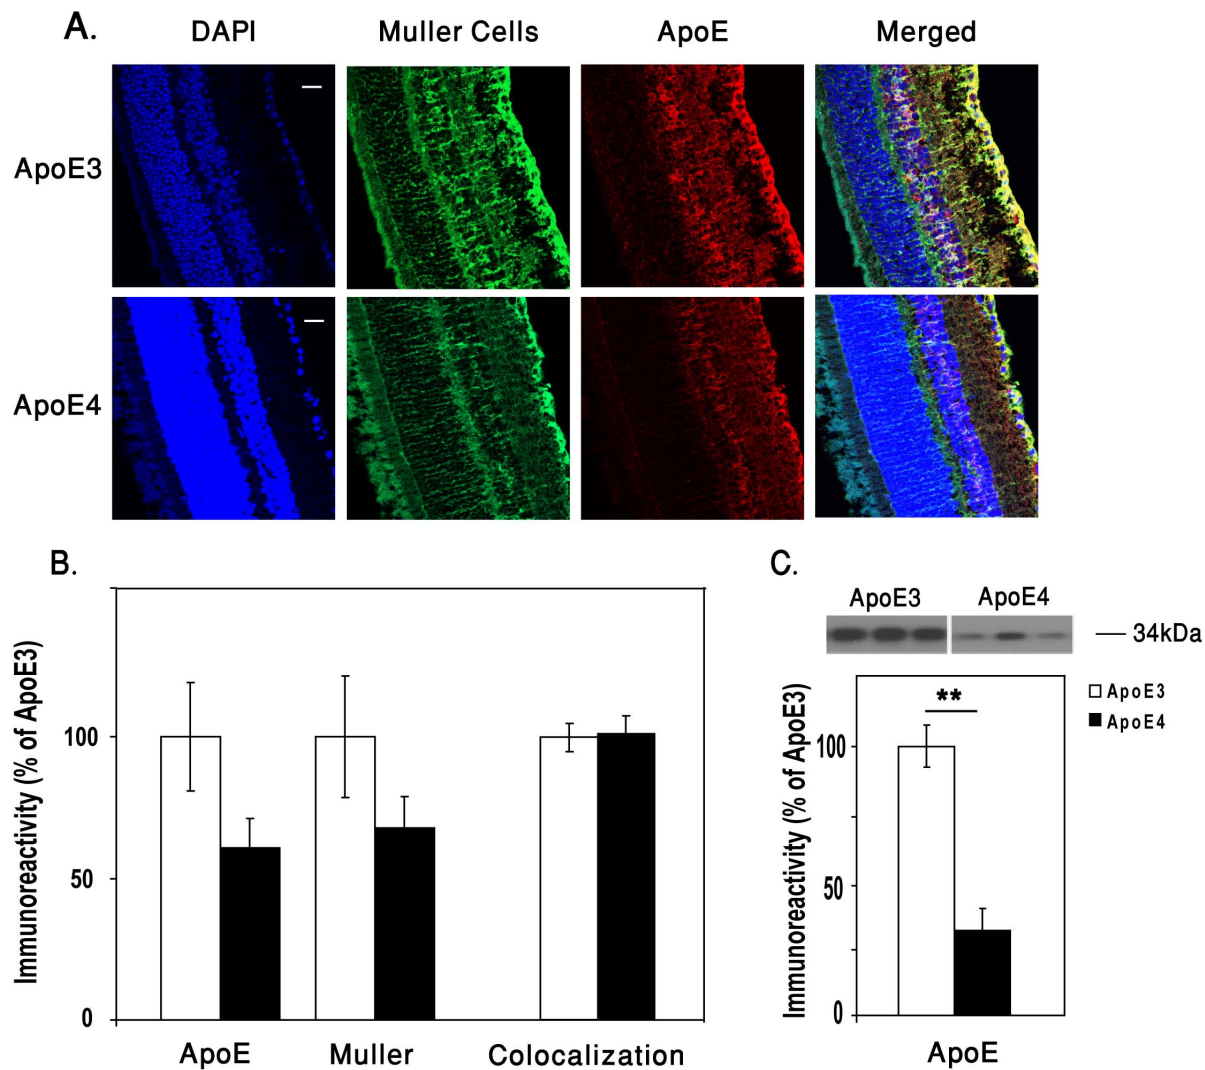 A.
DAPI Muller Cells ApoE Merged
ApoE3
ApoE4
B.
Immunoreactivity (% of ApoE3)
100
50
0
ApoE Muller Colocalization
C.
ApoE3 ApoE4
34kDa
ApoE3
ApoE4
**
Immunoreactivity (% of ApoE3)
100
50
0
ApoE